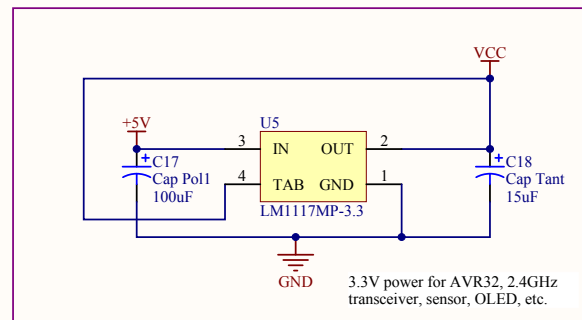 VCC
+5V
U5
3
IN
OUT
2
C17
Cap Pol1
100uF
4
TAB
GND
1
C18
Cap Tant
15uF
LM1117MP-3.3
GND
3.3V power for AVR32, 2.4GHz
transceiver, sensor, OLED, etc.